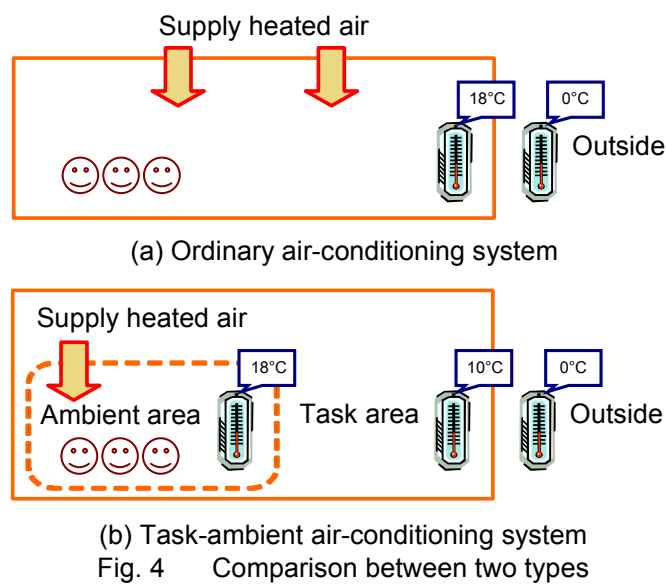 Supply heated air
18°C
0°C
Outside
(a) Ordinary air-conditioning system
Supply heated air
18°C
10°C
0°C
Ambient area
Task area
Outside
(b) Task-ambient air-conditioning system
Fig. 4 Comparison between two types